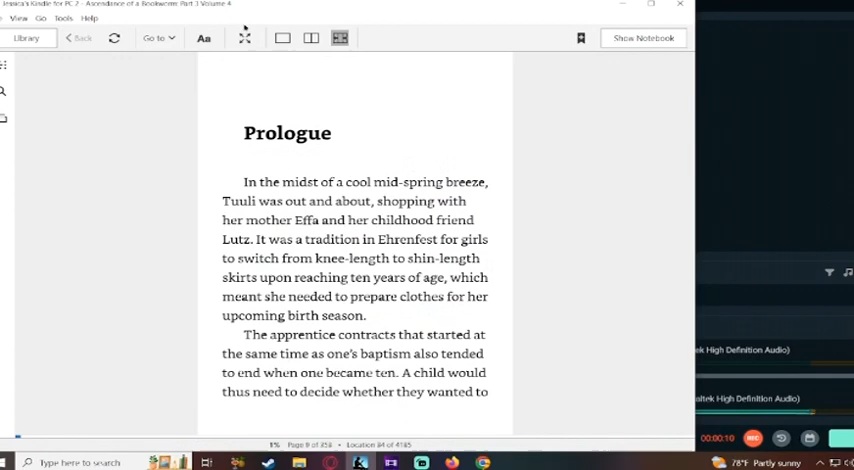 Jessica's Kindle for PC 2 - Ascendance of a Bookworm: Part 3 Volume 4
View Go Tools Help
Library Back Go to Aa Show Notebook
Prologue
In the midst of a cool mid-spring breeze,
Tuuli was out and about, shopping with
her mother Effa and her childhood friend
Lutz. It was a tradition in Ehrenfest for girls
to switch from knee-length to shin-length
skirts upon reaching ten years of age, which
meant she needed to prepare clothes for her
upcoming birth season.
The apprentice contracts that started at
the same time as one's baptism also tended
to end when one became ten. A child would
thus need to decide whether they wanted to
ek High Definition Audio)
altek High Definition Audio)
00:00:10 REC
1% Page 9 of 353 • Location 84 of 4185
Type here to search 78°F Partly sunny